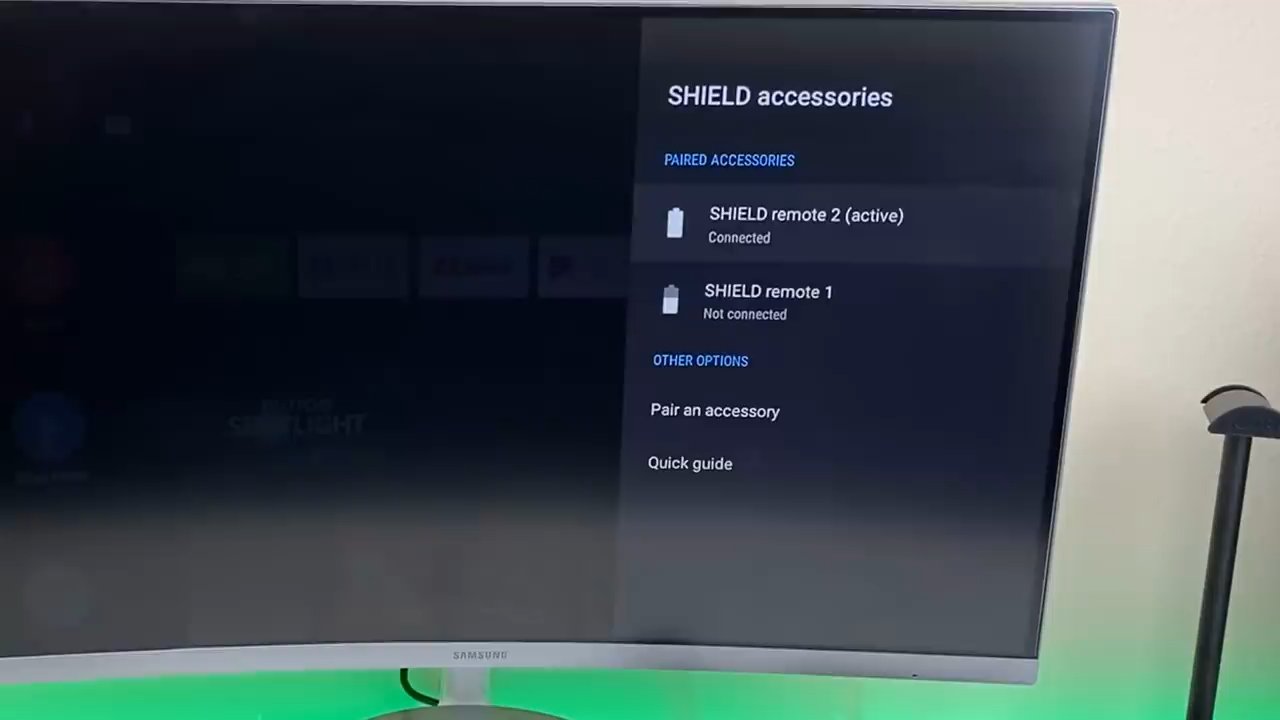 SHIELD accessories
PAIRED ACCESSORIES
SHIELD remote 2 (active)
Connected
SHIELD remote 1
Not connected
OTHER OPTIONS
Pair an accessory
Quick guide
SPOTLIGHT
SAMSUNG